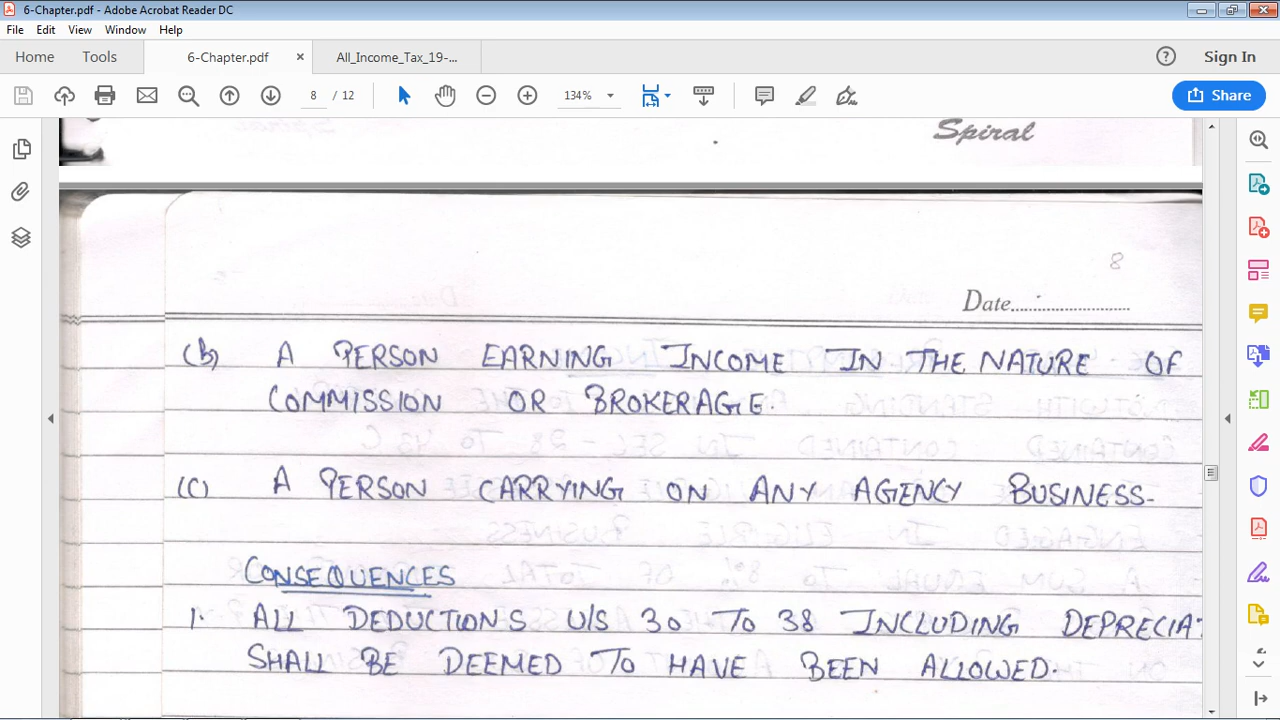 6-Chapter.pdf - Adobe Acrobat Reader DC
File Edit View Window Help
Home Tools 6-Chapter.pdf × All_Income_Tax_19-... Sign In
8 / 12 134% Share
Spiral
8
Date
(b) A PERSON EARNING INCOME IN THE NATURE OF
COMMISSION OR BROKERAGE.
(C) A PERSON CARRYING ON ANY AGENCY BUSINESS-
CONSEQUENCES
1. ALL DEDUCTIONS U/S 30 TO 38 INCLUDING DEPRECIAT
SHALL BE DEEMED TO HAVE BEEN ALLOWED.